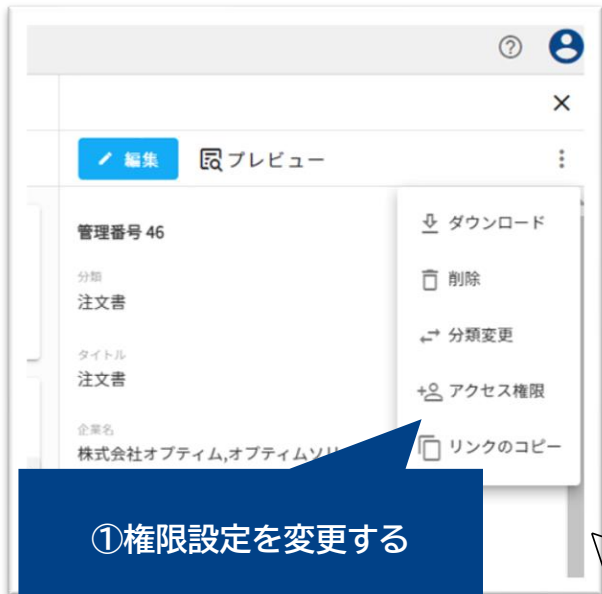 編集
プレビュー
管理番号 46
分類
注文書
タイトル
注文書
企業名
株式会社オプティム,オプティムソリ
ダウンロード
削除
分類変更
アクセス権限
リンクのコピー
①権限設定を変更する